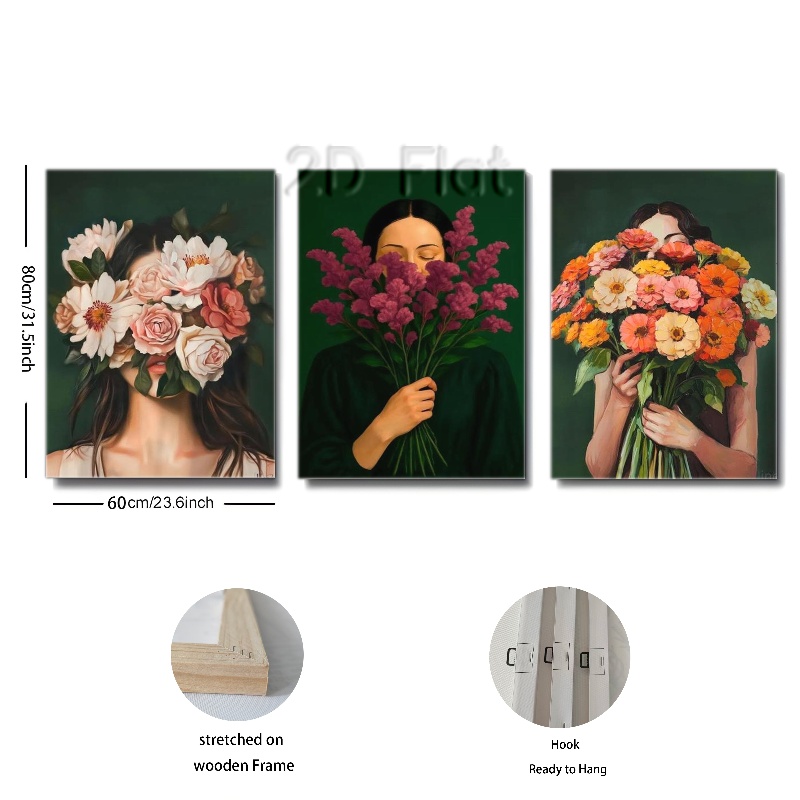 2D Flat
80cm/31.5inch
60cm/23.6inch
stretched on
wooden Frame
Hook
Ready to Hang